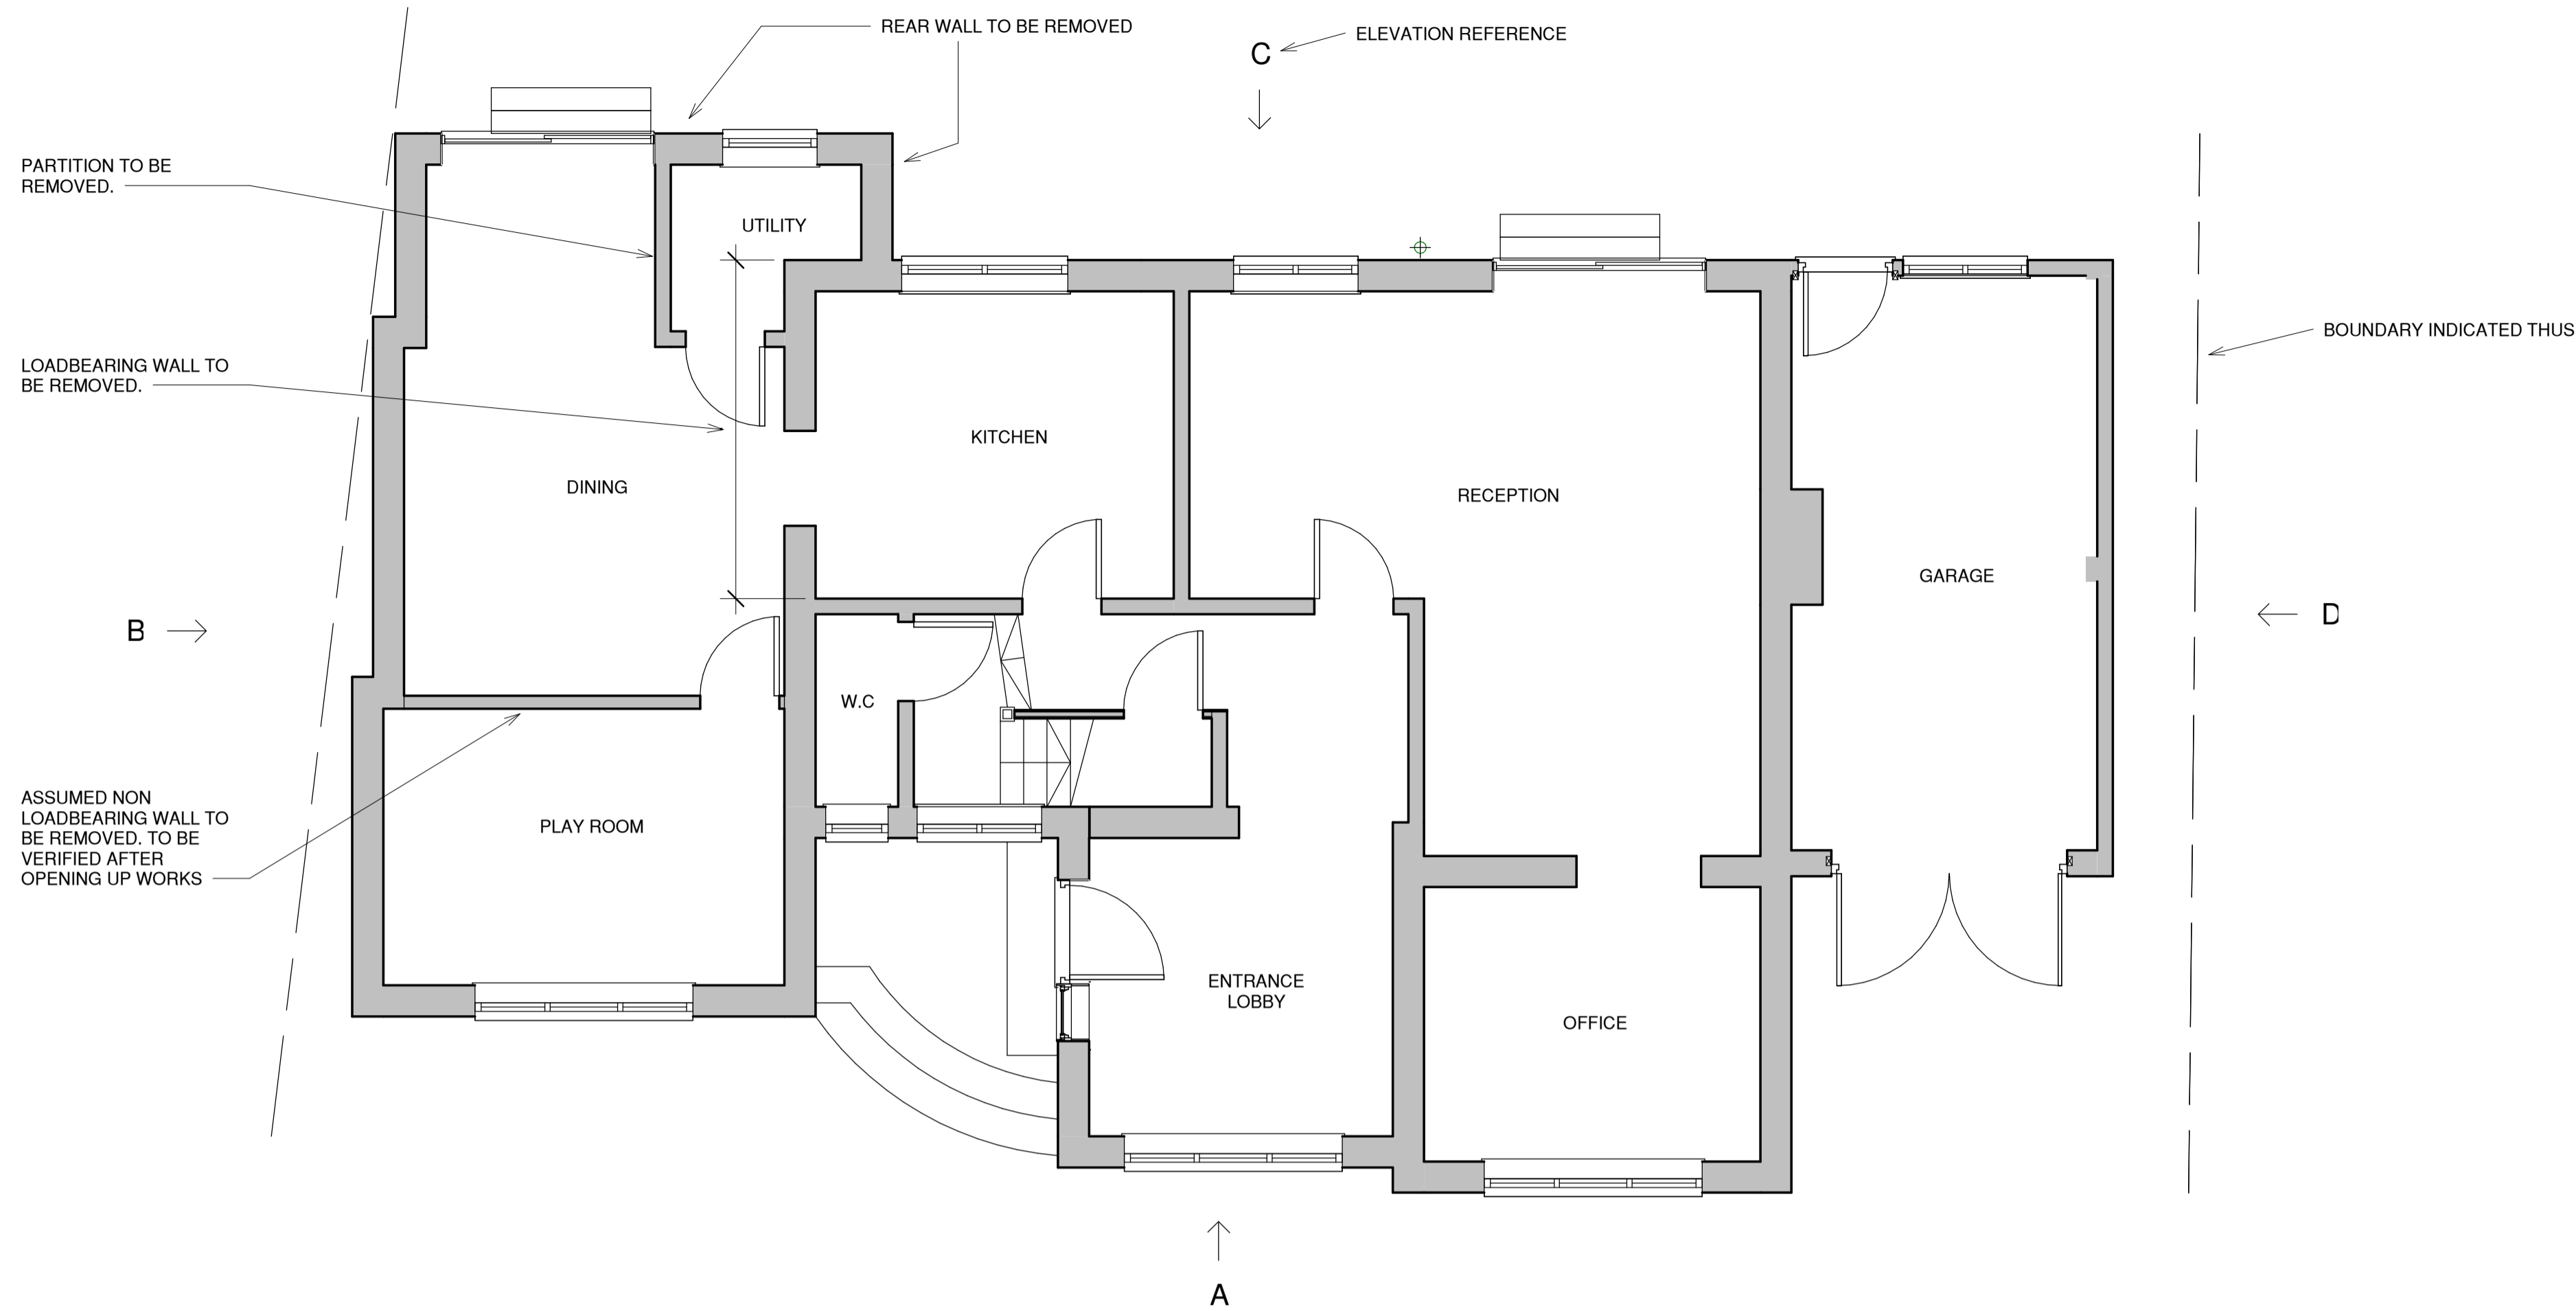 REAR WALL TO BE REMOVED
C
ELEVATION REFERENCE
PARTITION TO BE
REMOVED.
UTILITY
BOUNDARY INDICATED THUS
LOADBEARING WALL TO
BE REMOVED.
KITCHEN
DINING
RECEPTION
GARAGE
B
D
W.C
ASSUMED NON
LOADBEARING WALL TO
BE REMOVED. TO BE
VERIFIED AFTER
OPENING UP WORKS
PLAY ROOM
ENTRANCE
LOBBY
OFFICE
A